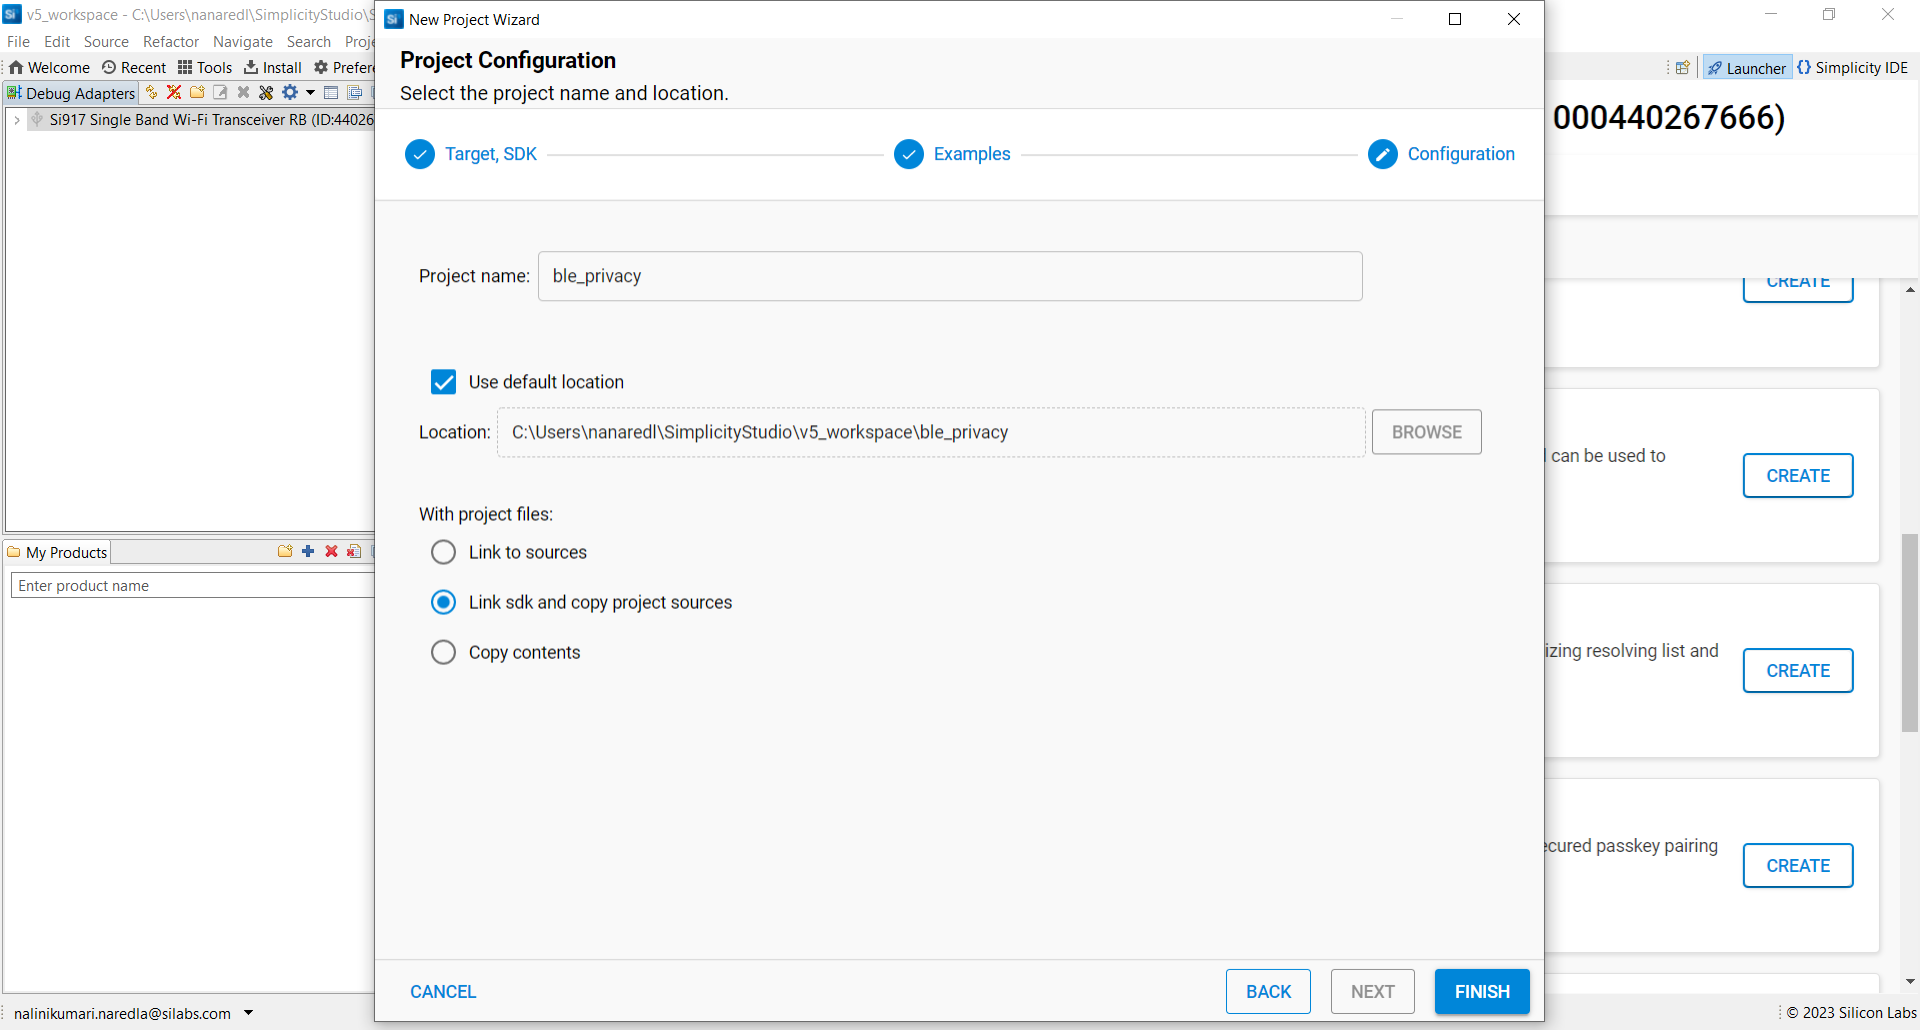 v5_workspace - C:\Users\nanaredl\SimplicityStudio\S
File Edit Source Refactor Navigate Search Proje
Welcome Recent Tools Install Prefere
Debug Adapters
Si917 Single Band Wi-Fi Transceiver RB (ID:44026
My Products
Enter product name
nalinikumari.naredla@silabs.com
New Project Wizard
Project Configuration
Select the project name and location.
Target, SDK
Examples
Configuration
Project name: ble_privacy
Use default location
Location: C:\Users\nanaredl\SimplicityStudio\v5_workspace\ble_privacy BROWSE
With project files:
Link to sources
Link sdk and copy project sources
Copy contents
CANCEL BACK NEXT FINISH
Launcher {} Simplicity IDE
000440267666)
CREATE
can be used to
CREATE
izing resolving list and
CREATE
ecured passkey pairing
CREATE
© 2023 Silicon Labs